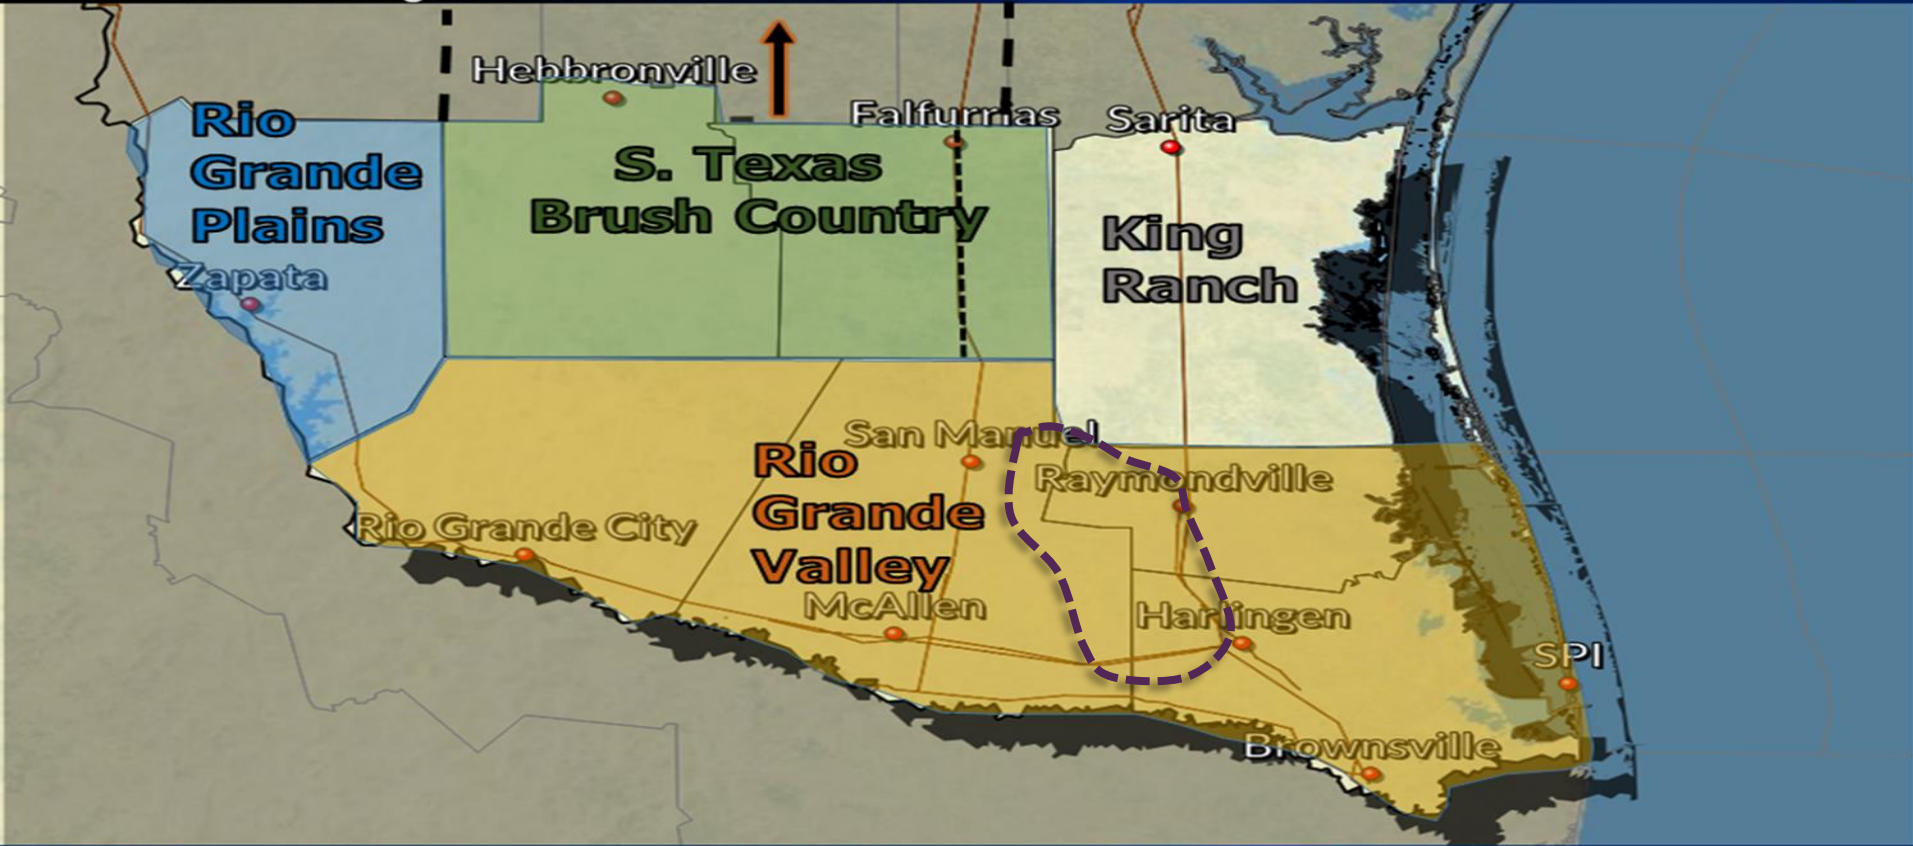 Hebbronville
Falfurrias
Sarita
Rio
Grande
Plains
S. Texas
Brush Country
King
Ranch
Zapata
San Manuel
Rio
Grande
Valley
Raymondville
Rio Grande City
McAllen
Harlingen
SPI
Brownsville